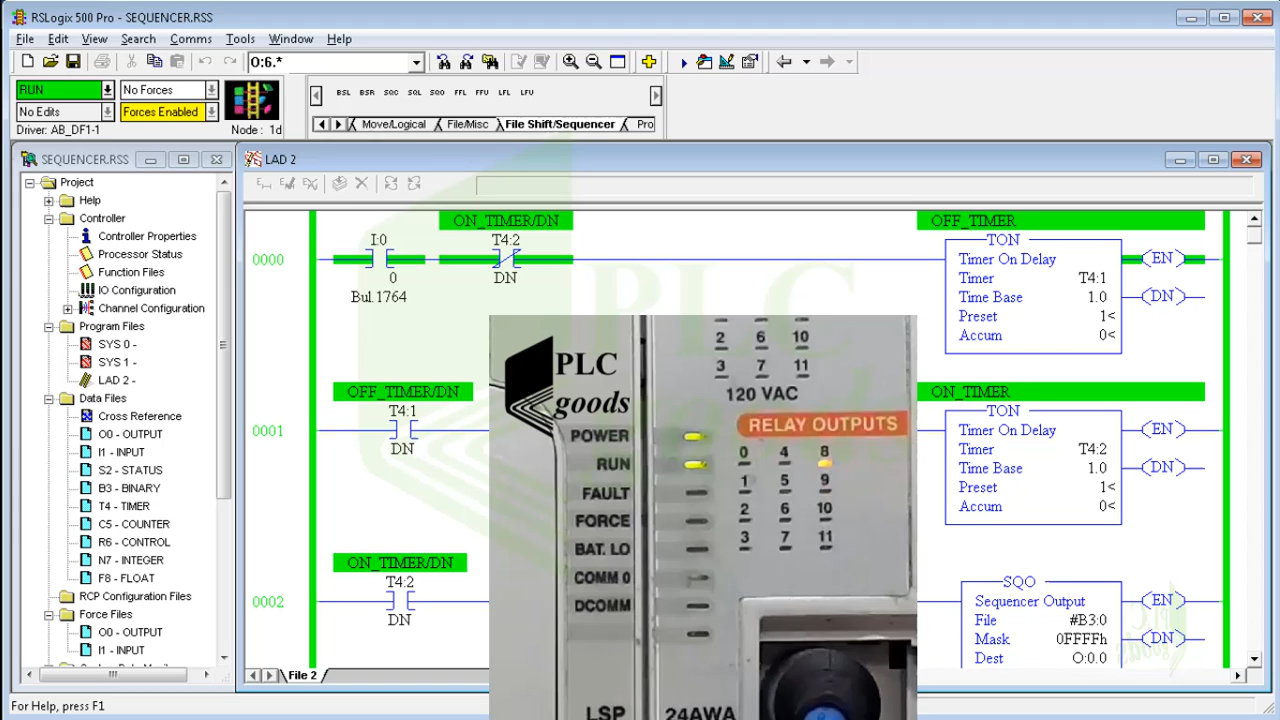 RSLogix 500 Pro - SEQUENCER.RSS
File Edit View Search Comms Tools Window Help
O:6.*
RUN No Forces
BSL BSR SQC SQL SQO FFL FFU LFL LFU
No Edits Forces Enabled
Move/Logical File/Misc File Shift/Sequencer Pro
Driver: AB_DF1-1 Node : 1d
SEQUENCER.RSS
Project
Help
Controller
Controller Properties
Processor Status
Function Files
IO Configuration
Channel Configuration
Program Files
SYS 0 -
SYS 1 -
LAD 2 -
Data Files
Cross Reference
O0 - OUTPUT
I1 - INPUT
S2 - STATUS
B3 - BINARY
T4 - TIMER
C5 - COUNTER
R6 - CONTROL
N7 - INTEGER
F8 - FLOAT
RCP Configuration Files
Force Files
O0 - OUTPUT
I1 - INPUT
LAD 2
ON_TIMER/DN OFF_TIMER
I:0 T4:2 TON
0000 Timer On Delay EN
0 DN Timer T4:1
Bul.1764 Time Base 1.0 DN
Preset 1<
Accum 0<
OFF_TIMER/DN ON_TIMER
T4:1 TON
0001 Timer On Delay EN
DN Timer T4:2
Time Base 1.0 DN
Preset 1<
Accum 0<
ON_TIMER/DN
T4:2 SQO
0002 Sequencer Output EN
DN File #B3:0
Mask 0FFFFh DN
Dest O:0.0
File 2
PLC
goods
2 6 10
3 7 11
120 VAC
RELAY OUTPUTS
0 4 8
1 5 9
2 6 10
3 7 11
POWER
RUN
FAULT
FORCE
BAT. LO
COMM 0
DCOMM
LSP 24AWA
PLC
goods
PLC
goods
For Help, press F1